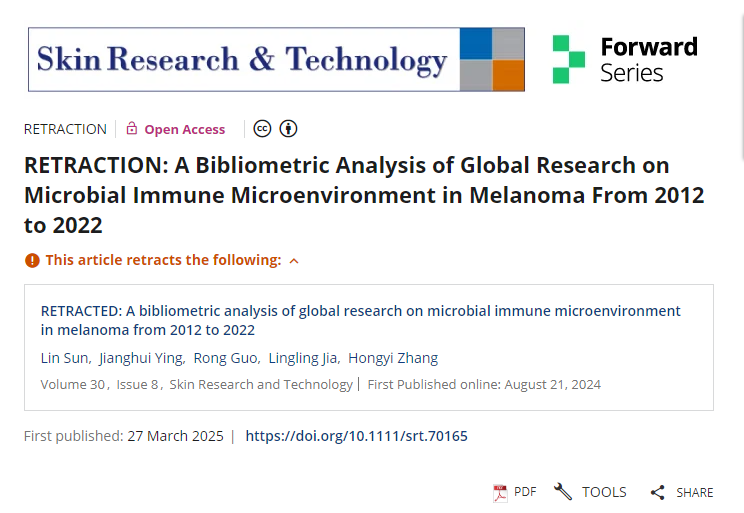 Skin Research & Technology
Forward
Series
RETRACTION
Open Access
cc
RETRACTION: A Bibliometric Analysis of Global Research on
Microbial Immune Microenvironment in Melanoma From 2012
to 2022
This article retracts the following:
RETRACTED: A bibliometric analysis of global research on microbial immune microenvironment
in melanoma from 2012 to 2022
Lin Sun, Jianghui Ying, Rong Guo, Lingling Jia, Hongyi Zhang
Volume 30, Issue 8, Skin Research and Technology | First Published online: August 21, 2024
First published: 27 March 2025 | https://doi.org/10.1111/srt.70165
PDF TOOLS SHARE